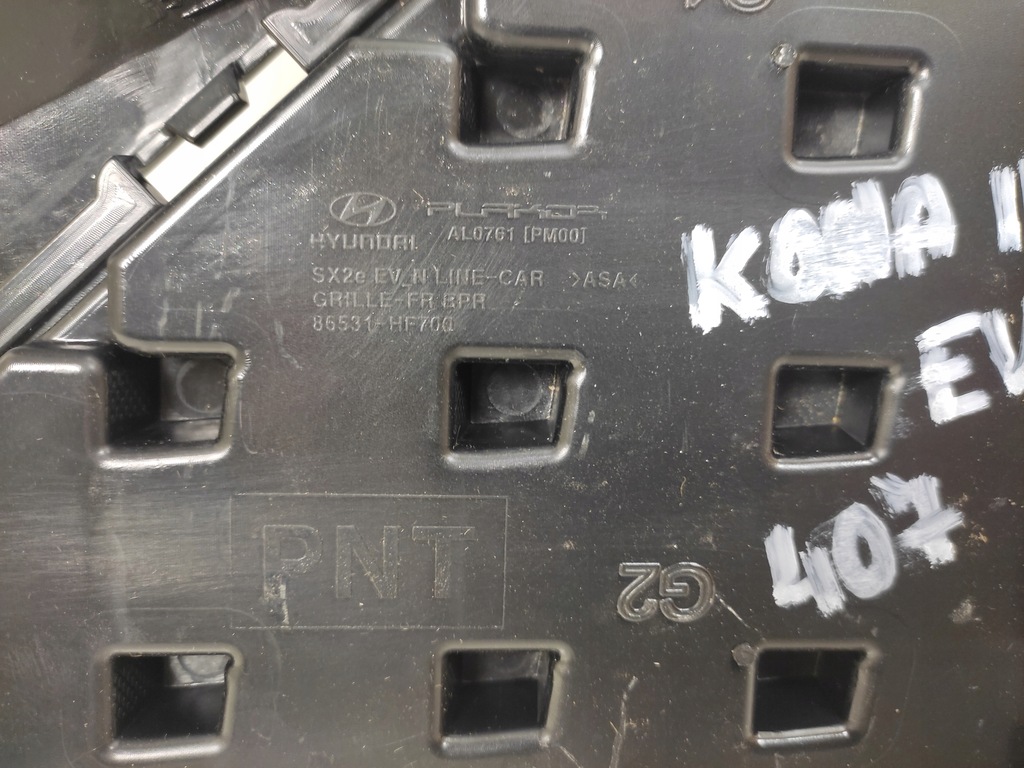 HYUNDAI PLAKOR
AL0761 [PM00]
SX2e EV N LINE-CAR >ASA<
GRILLE-FR BPR
86531-HF700
KONA
EV
407
PNT
G2